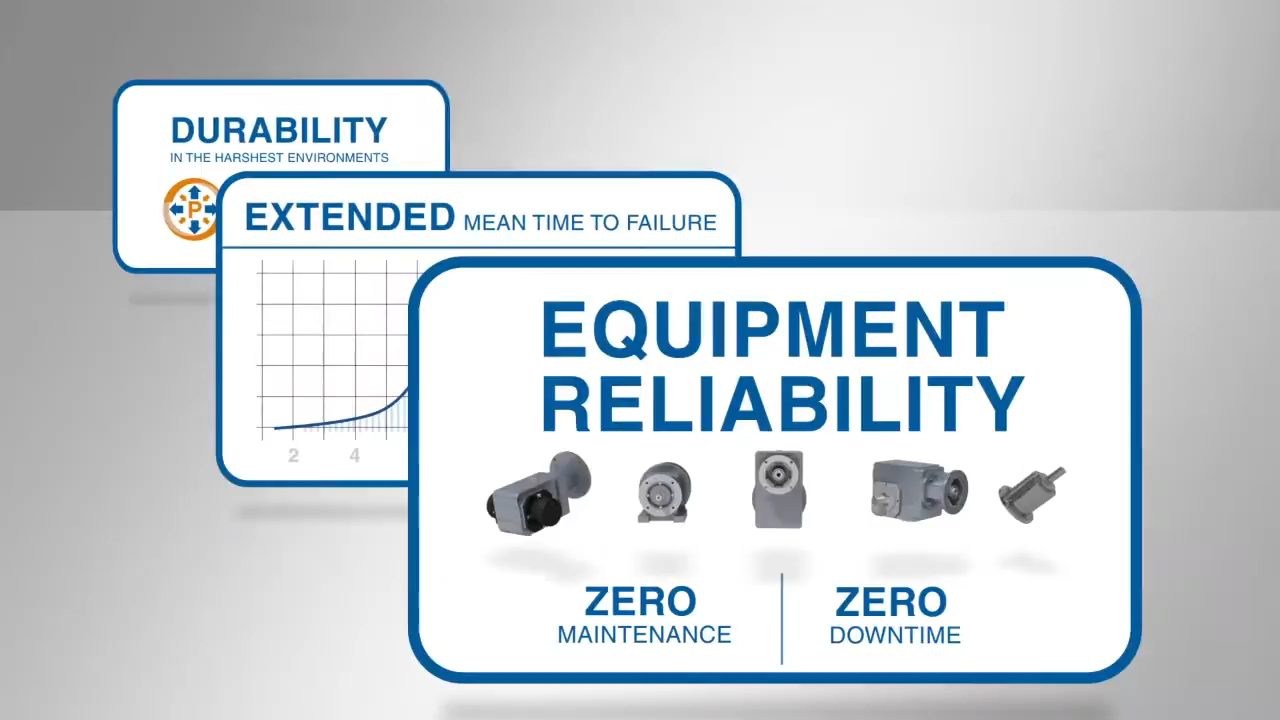 DURABILITY
IN THE HARSHEST ENVIRONMENTS
P
EXTENDED MEAN TIME TO FAILURE
2 4
EQUIPMENT
RELIABILITY
ZERO
MAINTENANCE
ZERO
DOWNTIME